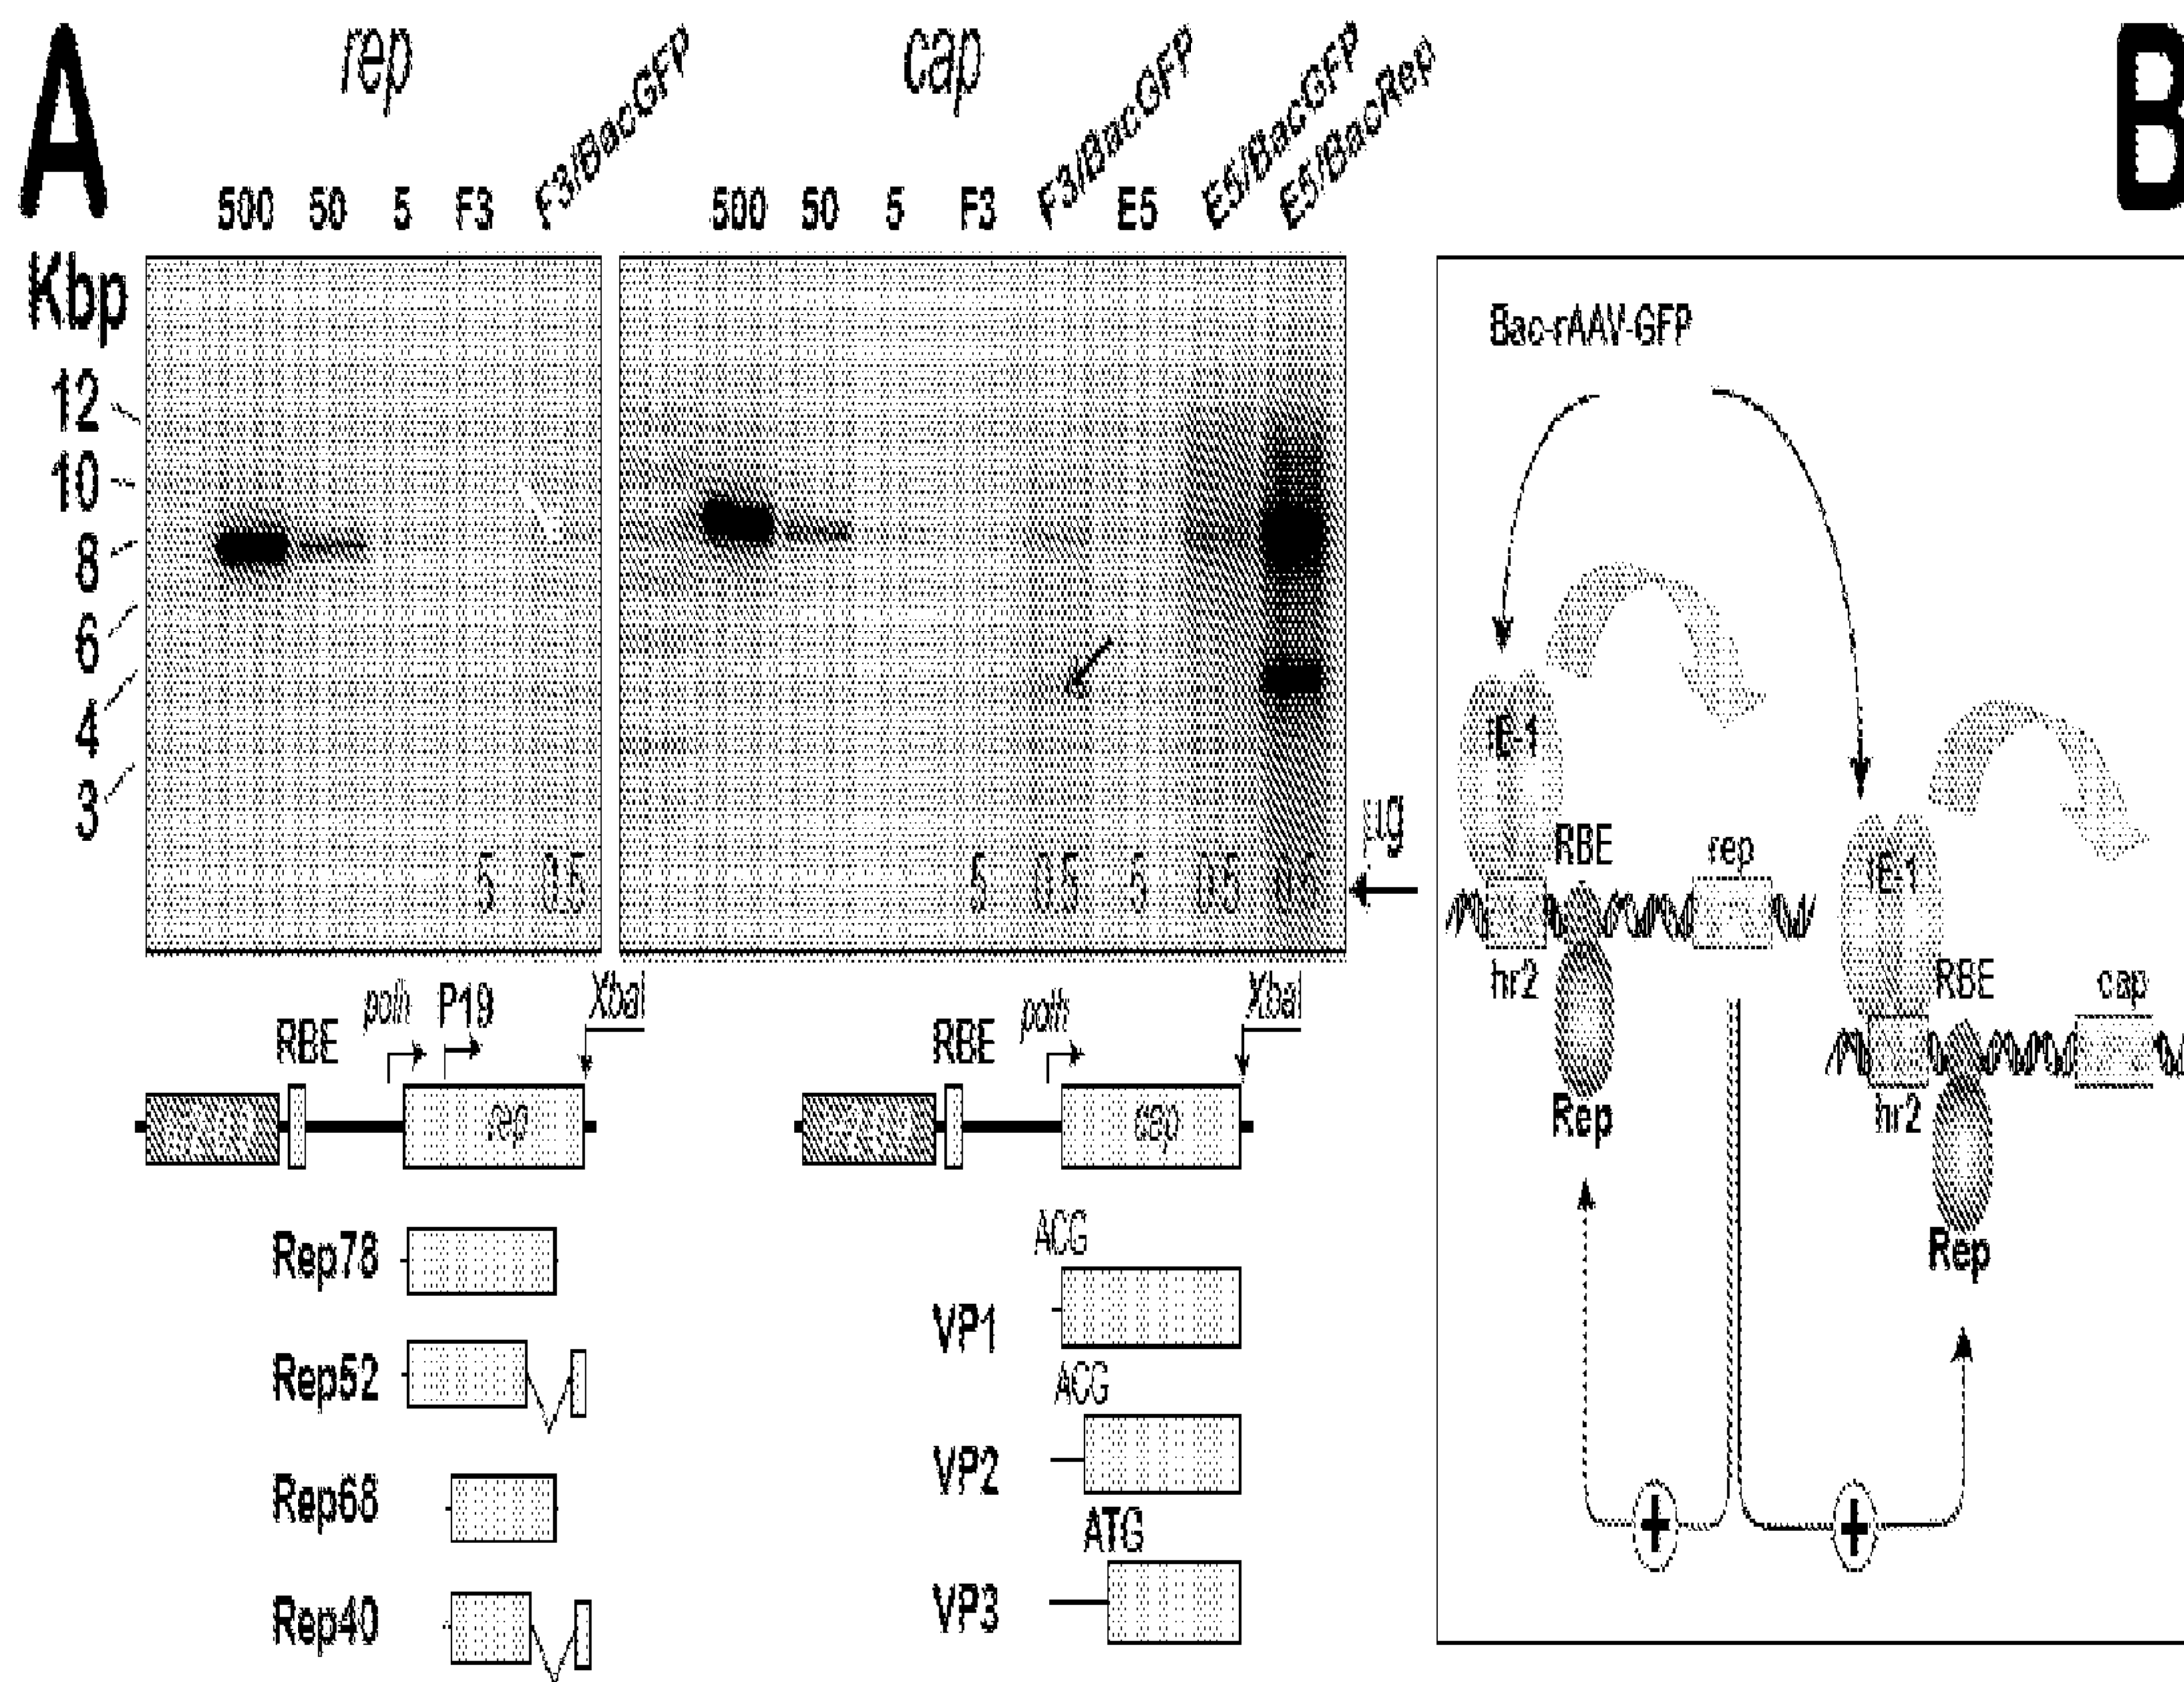 A
B
rep
cap
500 50 5 F3 F3/BacGFP
500 50 5 F3 F3/BacGFP E5 E5/BacGFP E5/BacRep
Kbp
12
10
8
6
4
3
5 0.5
5 0.5 5 0.5
µg
RBE polh P19 XbaI
rep
RBE polh XbaI
cap
Rep78
Rep52
Rep68
Rep40
ACG
VP1
ACG
VP2
ATG
VP3
Bac-rAAV-GFP
IE-1
RBE rep
hr2
Rep
IE-1
RBE cap
hr2
Rep
+ +